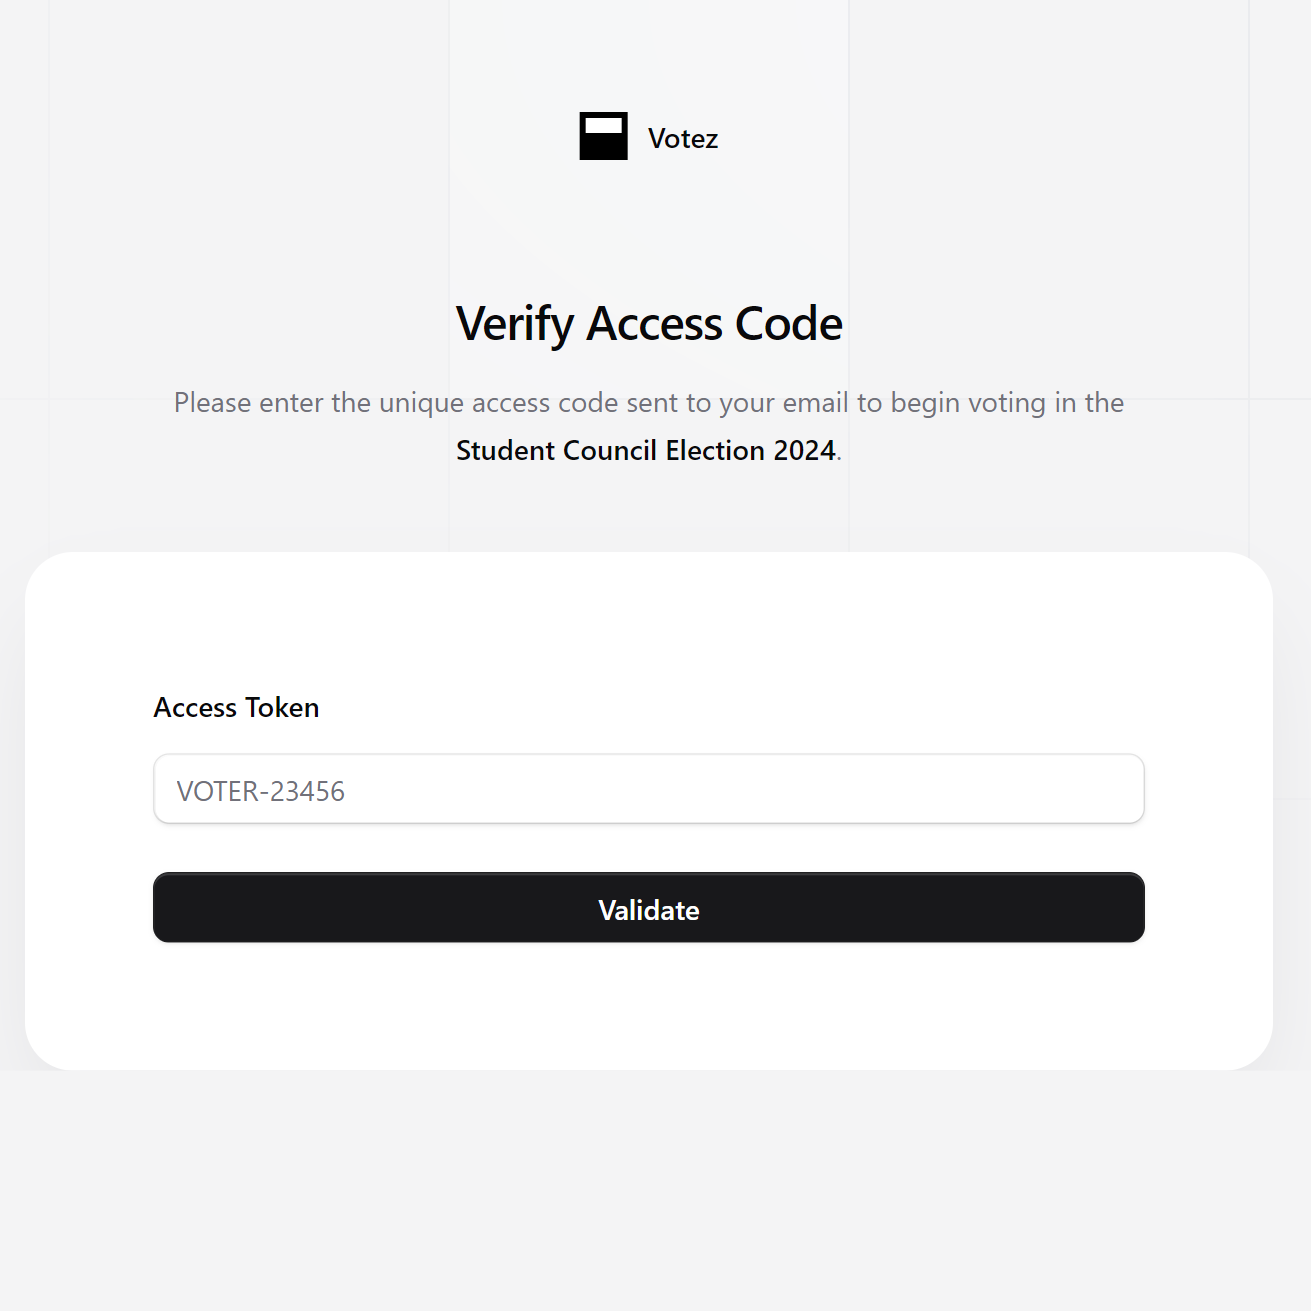 Votez
Verify Access Code
Please enter the unique access code sent to your email to begin voting in the
Student Council Election 2024.
Access Token
VOTER-23456
Validate